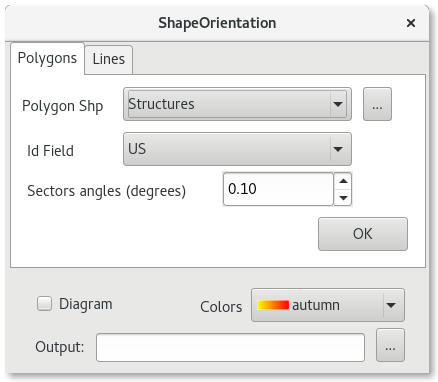 ShapeOrientation ×
Polygons Lines
Polygon Shp Structures ...
Id Field US
Sectors angles (degrees) 0.10
OK
Diagram Colors autumn
Output: ...